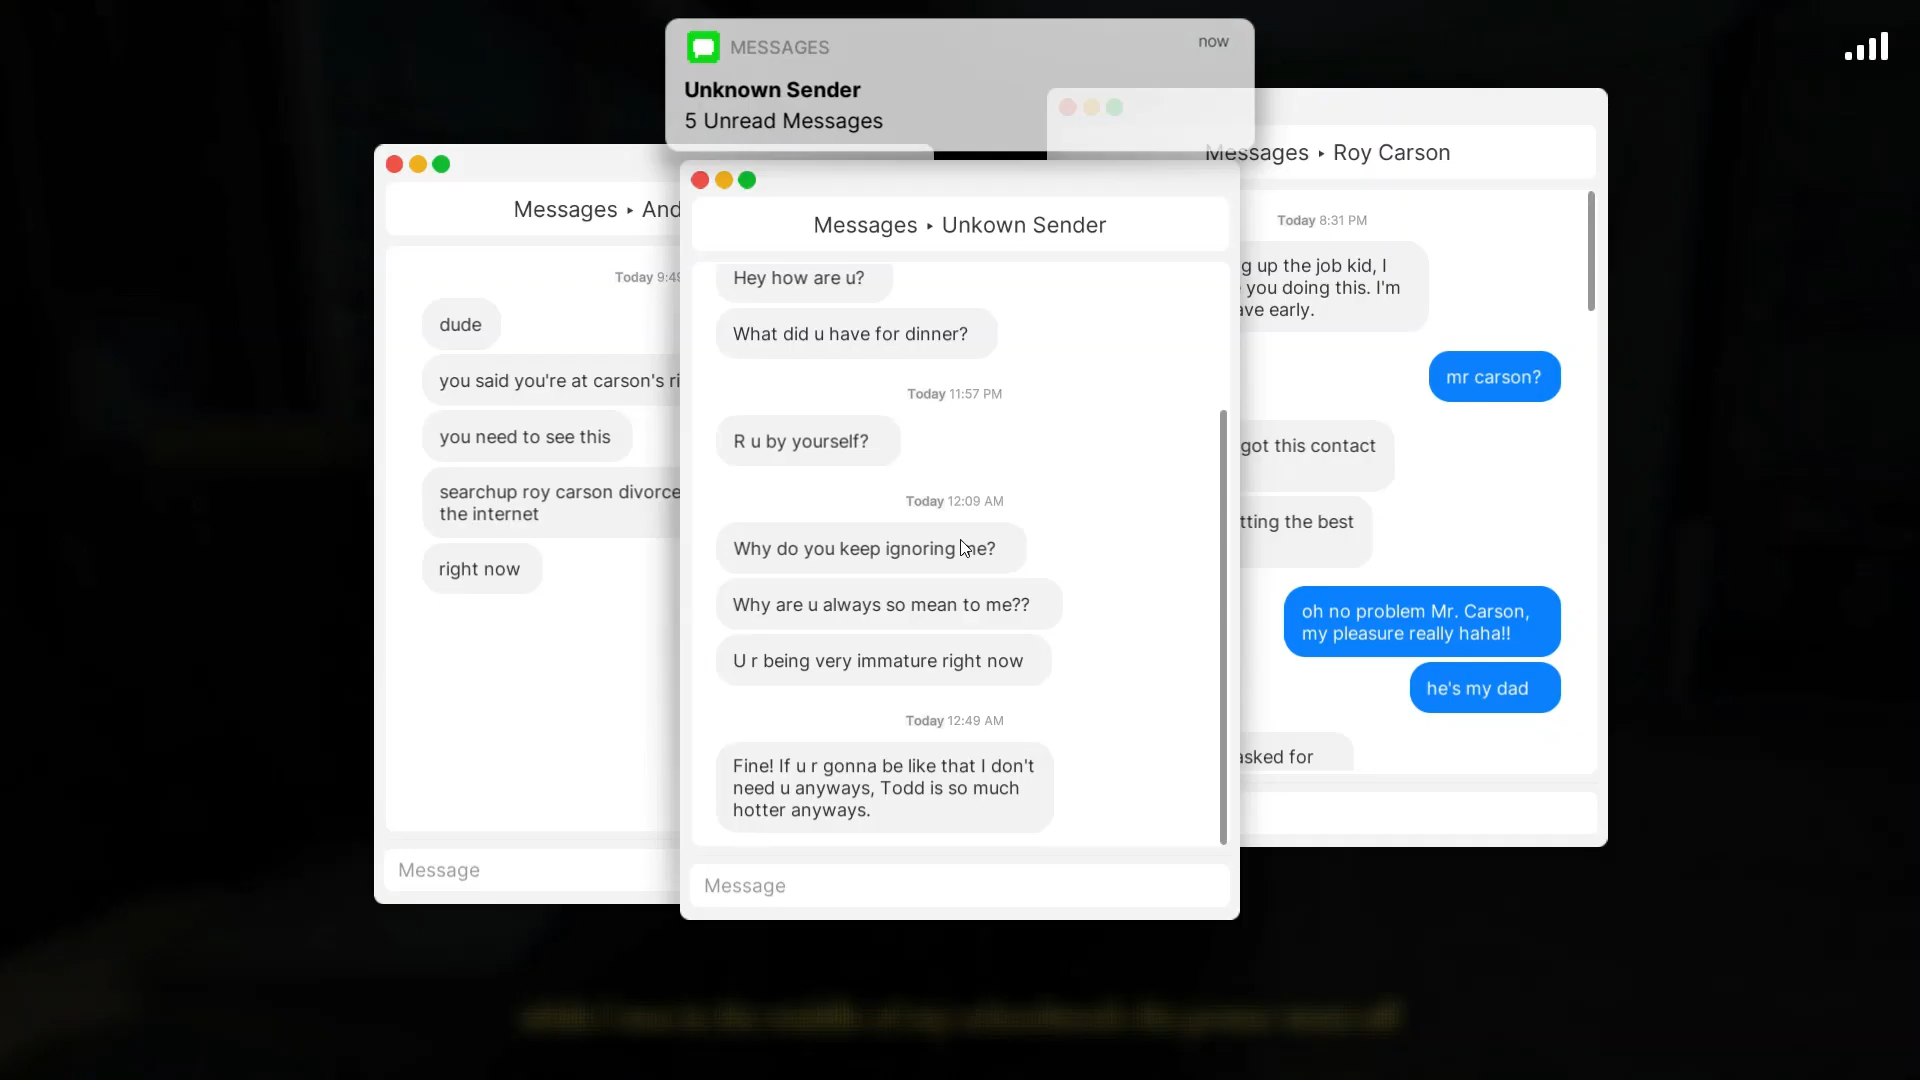 MESSAGES
now
Unknown Sender
5 Unread Messages
Messages ▸ And
Today 9:49
dude
you said you're at carson's ri
you need to see this
searchup roy carson divorce
the internet
right now
Message
Messages ▸ Unkown Sender
Hey how are u?
What did u have for dinner?
Today 11:57 PM
R u by yourself?
Today 12:09 AM
Why do you keep ignoring me?
Why are u always so mean to me??
U r being very immature right now
Today 12:49 AM
Fine! If u r gonna be like that I don't
need u anyways, Todd is so much
hotter anyways.
Message
Messages ▸ Roy Carson
Today 8:31 PM
g up the job kid, I
you doing this. I'm
ave early.
mr carson?
got this contact
tting the best
oh no problem Mr. Carson,
my pleasure really haha!!
he's my dad
asked for